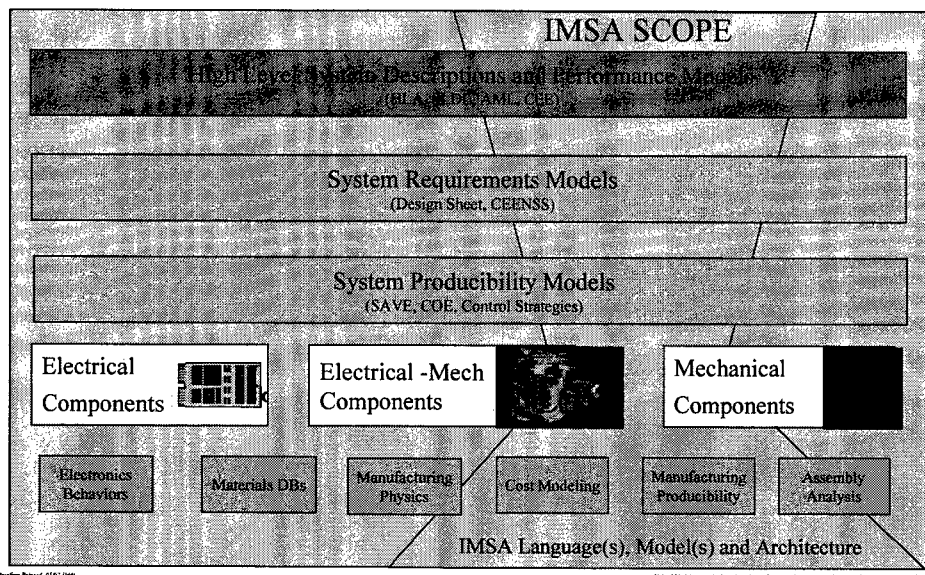 IMSA SCOPE
High Level System Descriptions and Performance Models
System Requirements Models
(Design Sheet, CEENSS)
System Producibility Models
(SAVE, COE, Control Strategies)
Electrical
Components
Electrical -Mech
Components
Mechanical
Components
Electronics
Behaviors
Materials DBs
Manufacturing
Physics
Cost Modeling
Manufacturing
Producibility
Assembly
Analysis
IMSA Language(s), Model(s) and Architecture